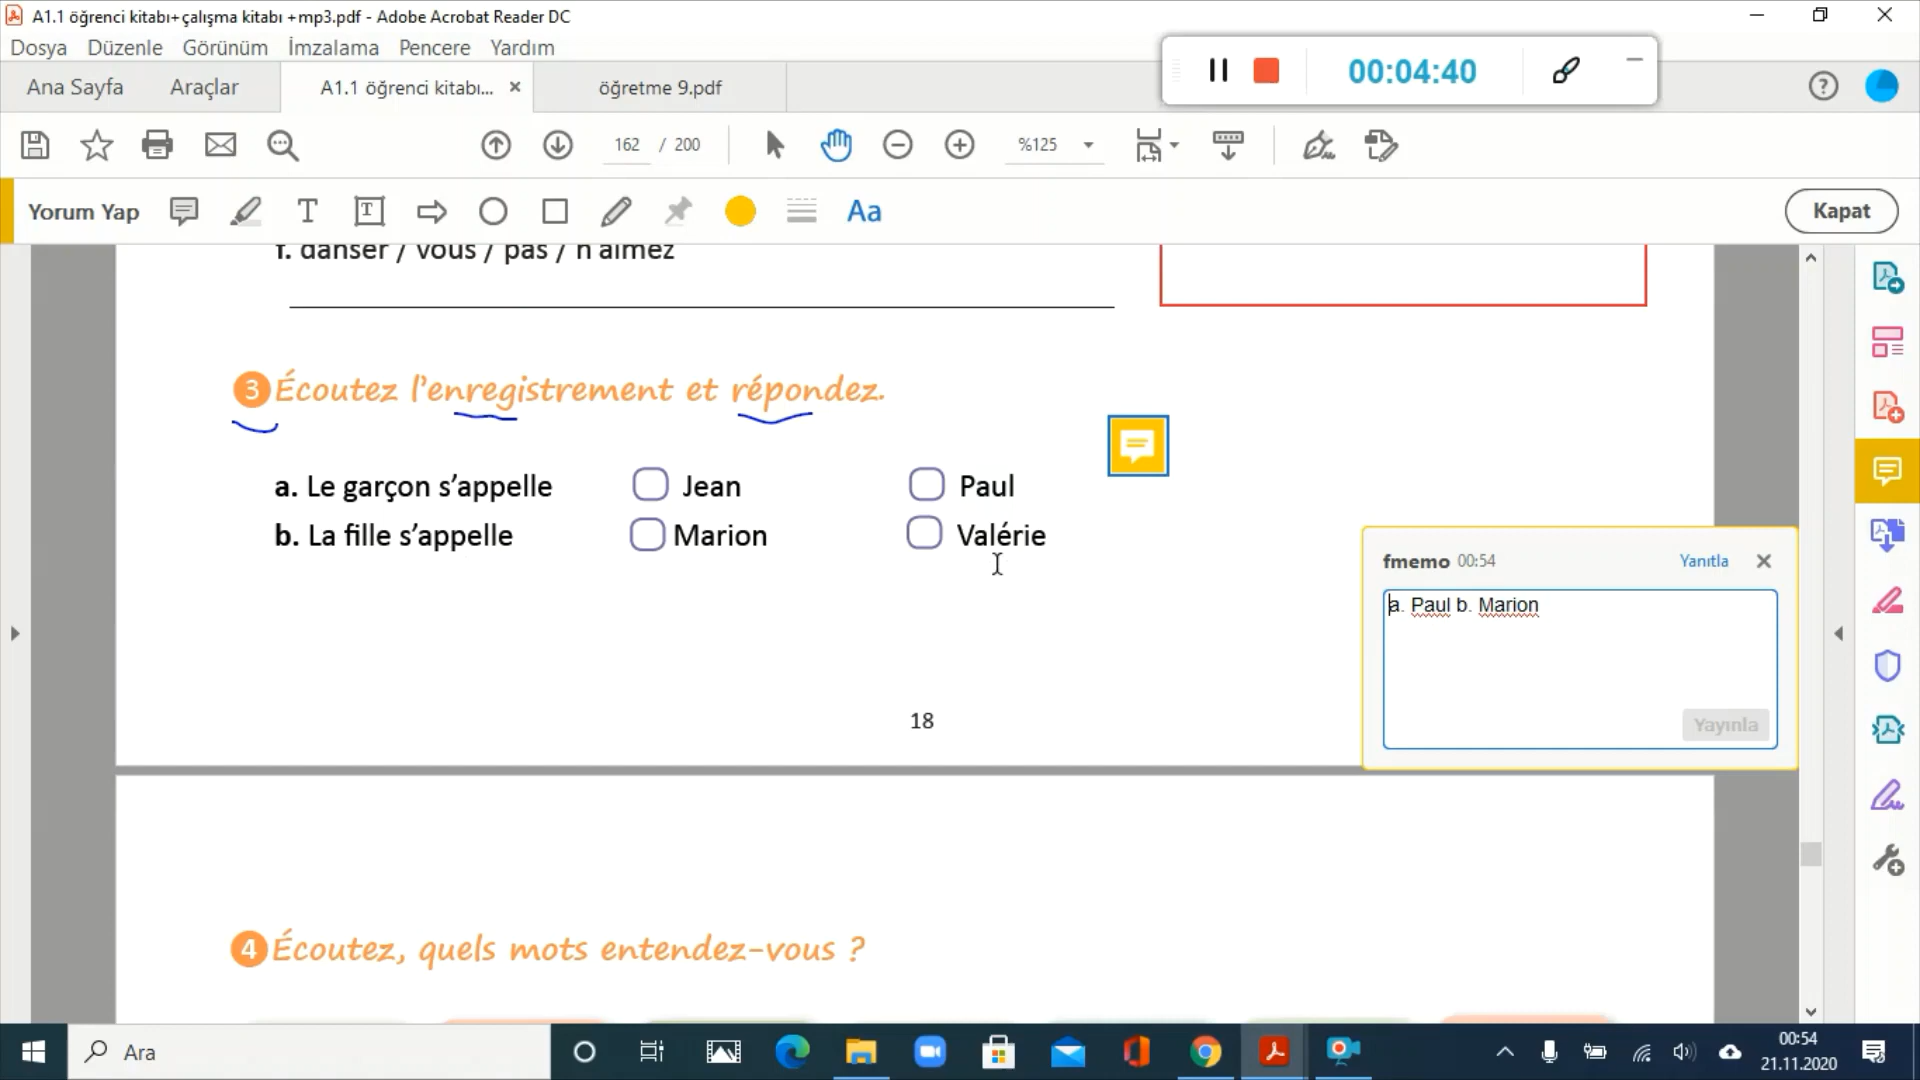 A1.1 öğrenci kitabı+çalışma kitabı +mp3.pdf - Adobe Acrobat Reader DC
Dosya Düzenle Görünüm İmzalama Pencere Yardım
00:04:40
Ana Sayfa Araçlar A1.1 öğrenci kitabı... öğretme 9.pdf
162 / 200 %125
Yorum Yap T T Aa Kapat
f. danser / vous / pas / n'aimez
3 Écoutez l'enregistrement et répondez.
a. Le garçon s'appelle Jean Paul
b. La fille s'appelle Marion Valérie
fmemo 00:54 Yanıtla
a. Paul b. Marion
Yayınla
18
4 Écoutez, quels mots entendez-vous ?
Ara
00:54
21.11.2020